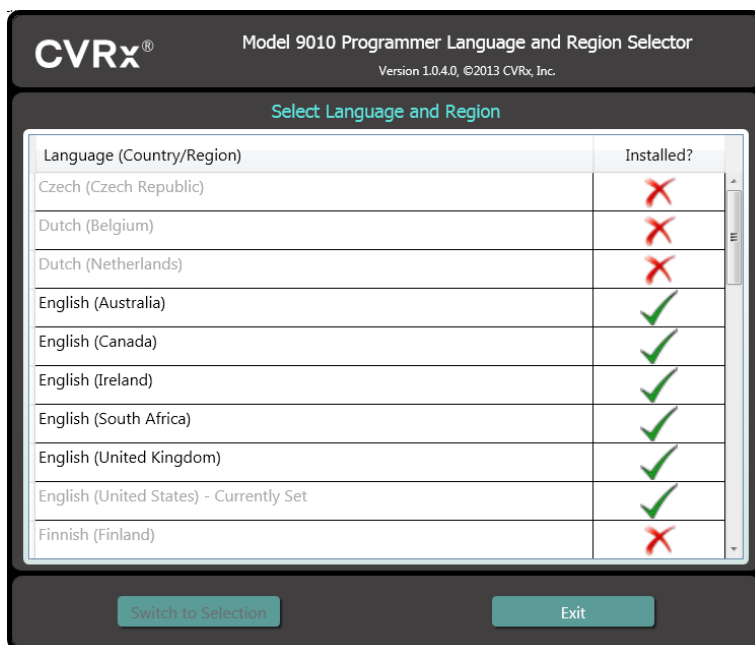 CVRx®
Model 9010 Programmer Language and Region Selector
Version 1.0.4.0, ©2013 CVRx, Inc.
Select Language and Region
Language (Country/Region) Installed?
Czech (Czech Republic)
Dutch (Belgium)
Dutch (Netherlands)
English (Australia)
English (Canada)
English (Ireland)
English (South Africa)
English (United Kingdom)
English (United States) - Currently Set
Finnish (Finland)
Switch to Selection Exit